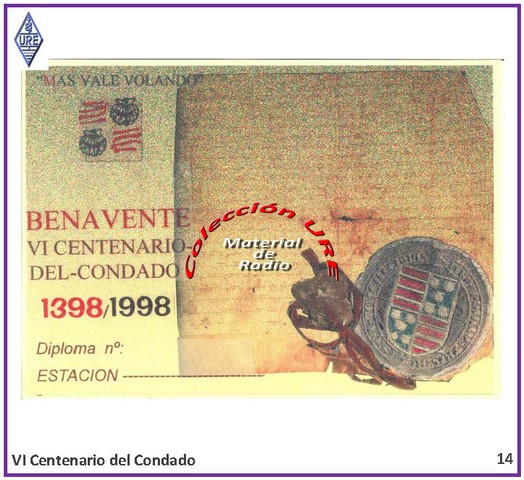 URE
"MAS VALE VOLANDO"
BENAVENTE
VI CENTENARIO-
DEL-CONDADO
1398/1998
Diploma nº:
ESTACION
Colección URE
Material
de
Radio
VI Centenario del Condado
14